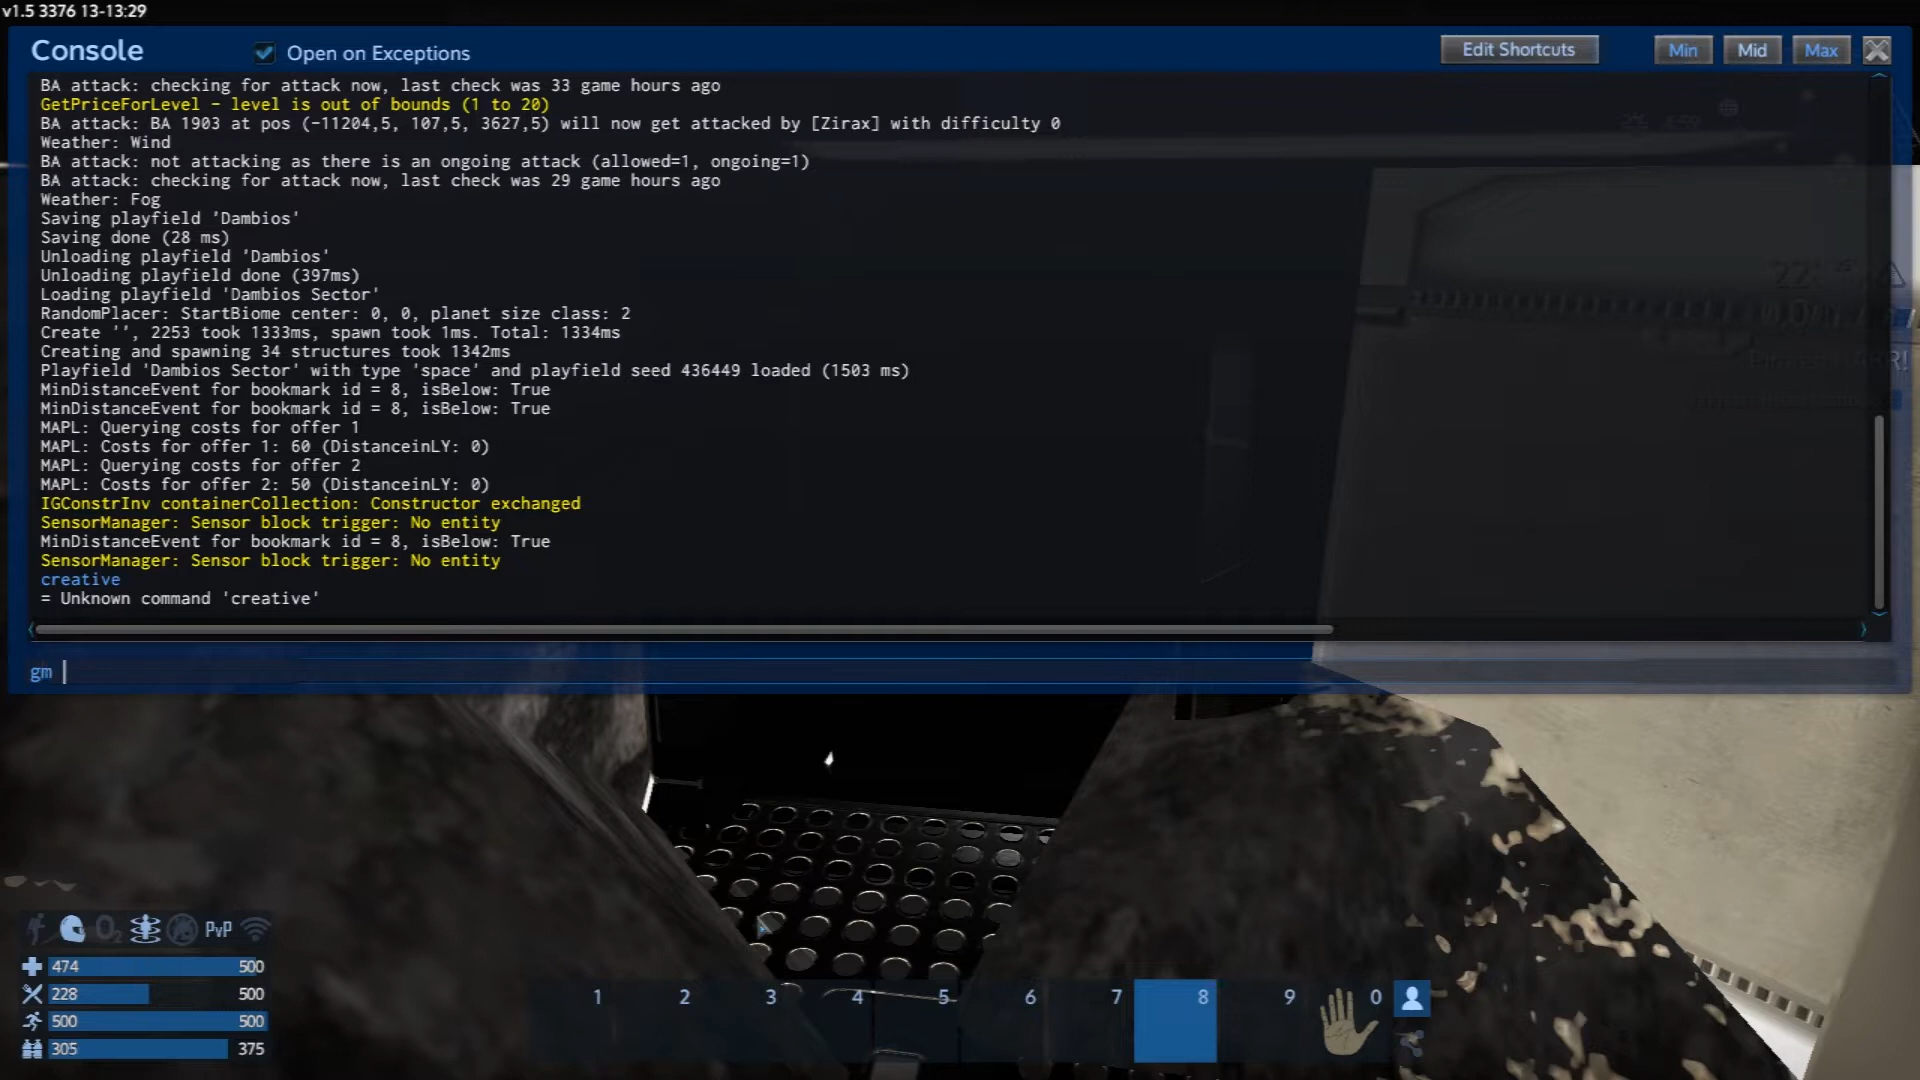 v1.5 3376 13-13:29
Console
Open on Exceptions
Edit Shortcuts
Min
Mid
Max
BA attack: checking for attack now, last check was 33 game hours ago
GetPriceForLevel - level is out of bounds (1 to 20)
BA attack: BA 1903 at pos (-11204,5, 107,5, 3627,5) will now get attacked by [Zirax] with difficulty 0
Weather: Wind
BA attack: not attacking as there is an ongoing attack (allowed=1, ongoing=1)
BA attack: checking for attack now, last check was 29 game hours ago
Weather: Fog
Saving playfield 'Dambios'
Saving done (28 ms)
Unloading playfield 'Dambios'
Unloading playfield done (397ms)
Loading playfield 'Dambios Sector'
RandomPlacer: StartBiome center: 0, 0, planet size class: 2
Create '', 2253 took 1333ms, spawn took 1ms. Total: 1334ms
Creating and spawning 34 structures took 1342ms
Playfield 'Dambios Sector' with type 'space' and playfield seed 436449 loaded (1503 ms)
MinDistanceEvent for bookmark id = 8, isBelow: True
MinDistanceEvent for bookmark id = 8, isBelow: True
MAPL: Querying costs for offer 1
MAPL: Costs for offer 1: 60 (DistanceinLY: 0)
MAPL: Querying costs for offer 2
MAPL: Costs for offer 2: 50 (DistanceinLY: 0)
IGConstrInv containerCollection: Constructor exchanged
SensorManager: Sensor block trigger: No entity
MinDistanceEvent for bookmark id = 8, isBelow: True
SensorManager: Sensor block trigger: No entity
creative
= Unknown command 'creative'
gm
O2
PvP
474 500
228 500
500 500
305 375
1 2 3 4 5 6 7 8 9 0